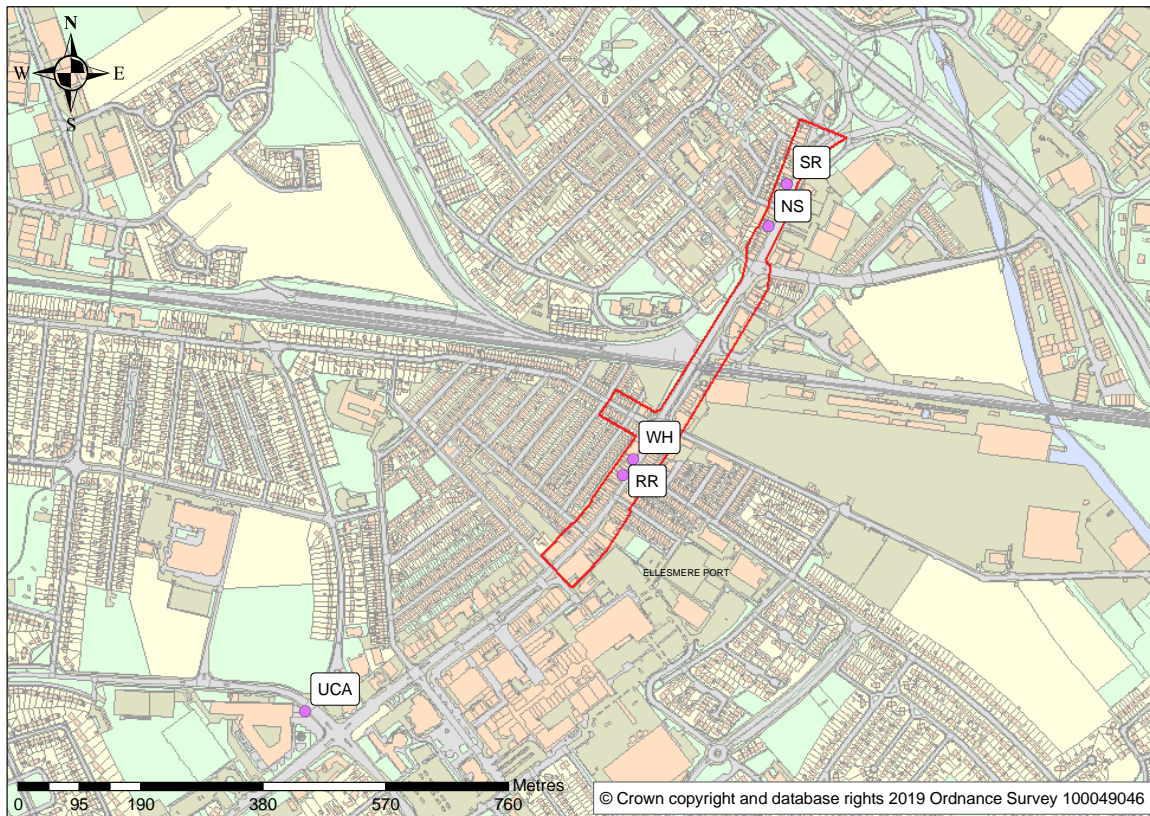 N
W E
S
SR
NS
WH
RR
ELLESMERE PORT
UCA
Metres
0 95 190 380 570 760
© Crown copyright and database rights 2019 Ordnance Survey 100049046